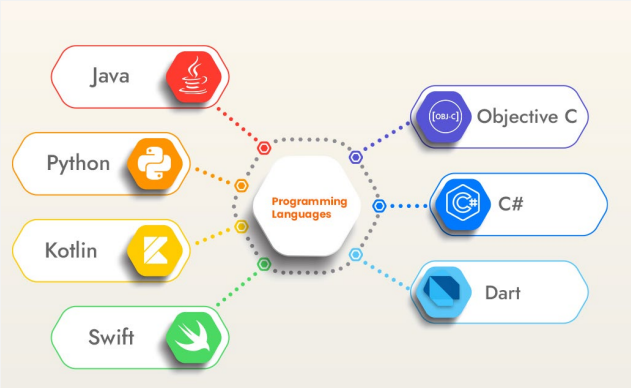 Java
Python
Kotlin
Swift
Programming
Languages
[OBJ-C]
Objective C
C#
C#
Dart